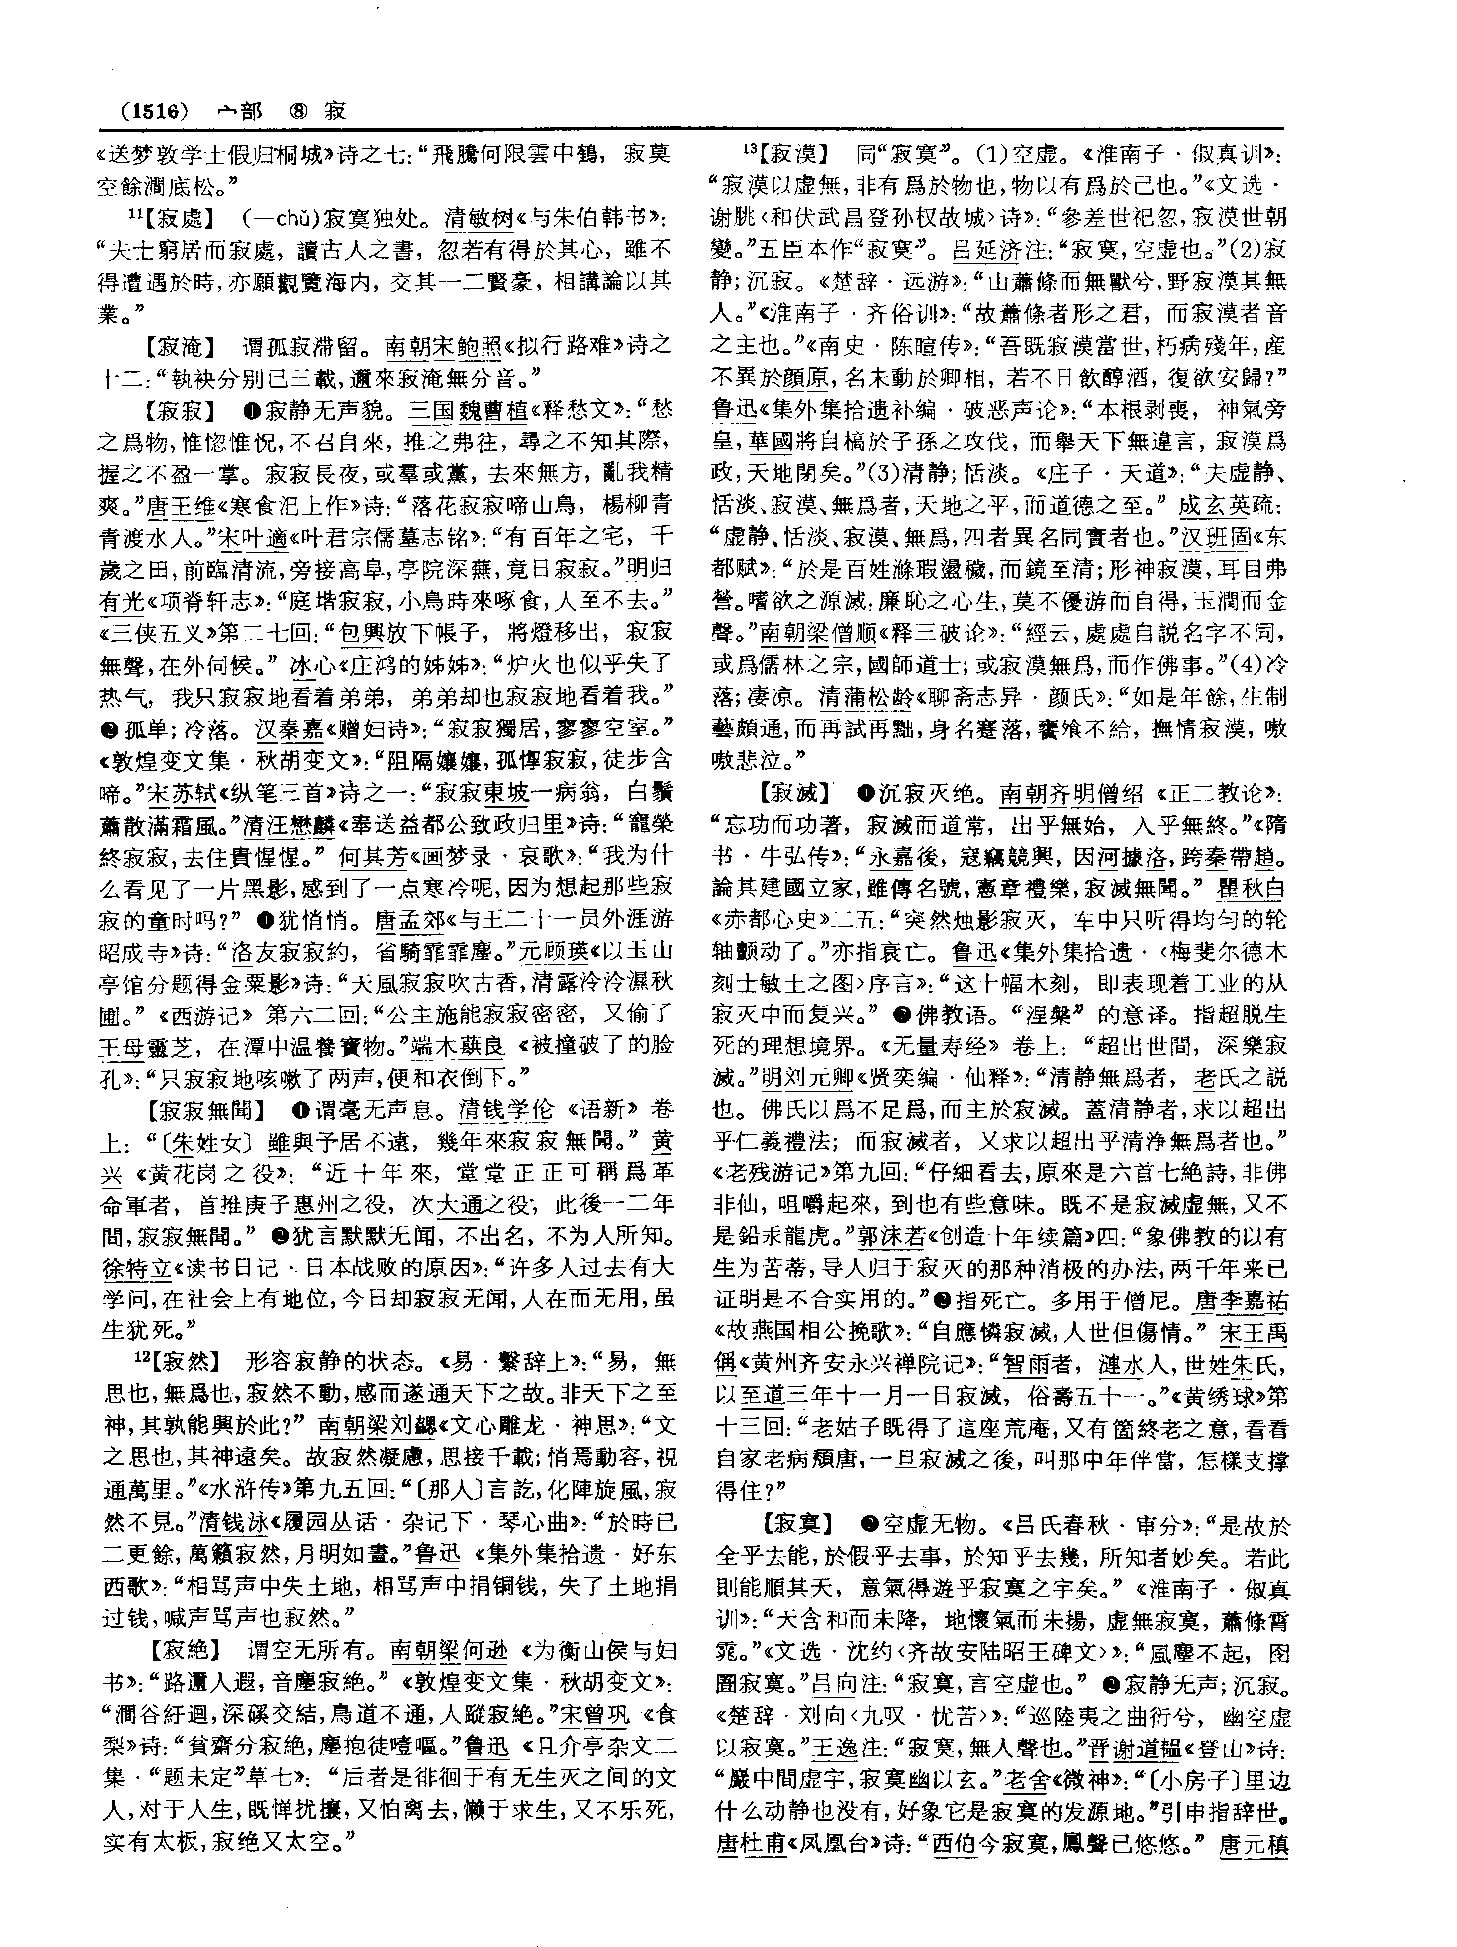 (1516) 宀部 ⑧ 寂
《送梦敦学士假归桐城》诗之七：“飛騰何限雲中鶴，寂莫
空餘澗底松。”
11【寂處】 (—chǔ)寂寞独处。清敏树《与朱伯韩书》：
“夫士窮居而寂處，讀古人之書，忽若有得於其心，雖不
得遭遇於時，亦願觀覽海内，交其一二賢豪，相講論以其
業。”
【寂淹】 谓孤寂滞留。南朝宋鲍照《拟行路难》诗之
十二：“執袂分别已三載，邇來寂淹無分音。”
【寂寂】 ❶寂静无声貌。三国魏曹植《释愁文》：“愁
之爲物，惟惚惟怳，不召自來，推之弗往，尋之不知其際，
握之不盈一掌。寂寂長夜，或羣或黨，去來無方，亂我精
爽。”唐王维《寒食汜上作》诗：“落花寂寂啼山鳥，楊柳青
青渡水人。”宋叶適《叶君宗儒墓志铭》：“有百年之宅，千
歲之田，前臨清流，旁接高阜，亭院深蕪，竟日寂寂。”明归
有光《项脊轩志》：“庭堦寂寂，小鳥時來啄食，人至不去。”
《三侠五义》第二七回：“包興放下帳子，將燈移出，寂寂
無聲，在外伺候。”冰心《庄鸿的姊姊》：“炉火也似乎失了
热气，我只寂寂地看着弟弟，弟弟却也寂寂地看着我。”
❷孤单；冷落。汉秦嘉《赠妇诗》：“寂寂獨居，寥寥空室。”
《敦煌变文集·秋胡变文》：“阻隔孃孃，孤惸寂寂，徒步含
啼。”宋苏轼《纵笔三首》诗之一：“寂寂東坡一病翁，白鬚
蕭散滿霜風。”清汪懋麟《奉送益都公致政归里》诗：“寵榮
終寂寂，去住貴惺惺。”何其芳《画梦录·哀歌》：“我为什
么看见了一片黑影，感到了一点寒冷呢，因为想起那些寂
寂的童时吗？”❶犹悄悄。唐孟郊《与王二十一员外涯游
昭成寺》诗：“洛友寂寂約，省騎霏霏塵。”元顾瑛《以玉山
亭馆分题得金粟影》诗：“天風寂寂吹古香，清露泠泠濕秋
圃。”《西游记》第六二回：“公主施能寂寂密密，又偷了
王母靈芝，在潭中温養寶物。”端木蕻良《被撞破了的脸
孔》：“只寂寂地咳嗽了两声，便和衣倒下。”
【寂寂無聞】 ❶谓毫无声息。清钱学伦《语新》卷
上：“〔朱姓女〕雖與予居不遠，幾年來寂寂無聞。”黄
兴《黄花岗之役》：“近十年來，堂堂正正可稱爲革
命軍者，首推庚子惠州之役，次大通之役，此後一二年
間，寂寂無聞。”❷犹言默默无闻，不出名，不为人所知。
徐特立《读书日记·日本战败的原因》：“许多人过去有大
学问，在社会上有地位，今日却寂寂无闻，人在而无用，虽
生犹死。”
12【寂然】 形容寂静的状态。《易·繫辞上》：“易，無
思也，無爲也，寂然不動，感而遂通天下之故。非天下之至
神，其孰能興於此？”南朝梁刘勰《文心雕龙·神思》：“文
之思也，其神遠矣。故寂然凝慮，思接千載；悄焉動容，視
通萬里。”《水浒传》第九五回：“〔那人〕言訖，化陣旋風，寂
然不見。”清钱泳《履园丛话·杂记下·琴心曲》：“於時已
二更餘，萬籟寂然，月明如晝。”鲁迅《集外集拾遗·好东
西歌》：“相骂声中失土地，相骂声中捐铜钱，失了土地捐
过钱，喊声骂声也寂然。”
【寂絶】 谓空无所有。南朝梁何逊《为衡山侯与妇
书》：“路邇人遐，音塵寂絶。”《敦煌变文集·秋胡变文》：
“澗谷紆迴，深磎交結，鳥道不通，人蹤寂絶。”宋曾巩《食
梨》诗：“貧齋分寂絶，塵抱徒噎嘔。”鲁迅《且介亭杂文二
集·“题未定”草七》：“后者是徘徊于有无生灭之间的文
人，对于人生，既惮扰攘，又怕离去，懒于求生，又不乐死，
实有太板，寂绝又太空。”
13【寂漠】 同“寂寞”。(1)空虚。《淮南子·俶真训》：
“寂漠以虚無，非有爲於物也，物以有爲於己也。”《文选·
谢朓〈和伏武昌登孙权故城〉诗》：“參差世祀忽，寂漠世朝
變。”五臣本作“寂寞”。吕延济注：“寂寞，空虚也。”(2)寂
静；沉寂。《楚辞·远游》：“山蕭條而無獸兮，野寂漠其無
人。”《淮南子·齐俗训》：“故蕭條者形之君，而寂漠者音
之主也。”《南史·陈暄传》：“吾既寂漠當世，朽病殘年，産
不異於顔原，名未動於卿相，若不日飲醇酒，復欲安歸？”
鲁迅《集外集拾遗补编·破恶声论》：“本根剥喪，神氣旁
皇，華國將自槁於子孫之攻伐，而舉天下無違言，寂漠爲
政，天地閉矣。”(3)清静；恬淡。《庄子·天道》：“夫虚静、
恬淡、寂漠、無爲者，天地之平，而道德之至。”成玄英疏：
“虚静、恬淡、寂漠、無爲，四者異名同實者也。”汉班固《东
都赋》：“於是百姓滌瑕盪穢，而鏡至清；形神寂漠，耳目弗
營。嗜欲之源滅，廉恥之心生，莫不優游而自得，玉潤而金
聲。”南朝梁僧顺《释三破论》：“經云，處處自説名字不同，
或爲儒林之宗，國師道士；或寂漠無爲，而作佛事。”(4)冷
落；凄凉。清蒲松龄《聊斋志异·颜氏》：“如是年餘，生制
藝頗通，而再試再黜，身名蹇落，饔飧不給，撫情寂漠，嗷
嗷悲泣。”
【寂滅】 ❶沉寂灭绝。南朝齐明僧绍《正二教论》：
“忘功而功著，寂滅而道常，出乎無始，入乎無終。”《隋
书·牛弘传》：“永嘉後，寇竊競興，因河據洛，跨秦帶趙。
論其建國立家，雖傳名號，憲章禮樂，寂滅無聞。”瞿秋白
《赤都心史》二五：“突然烛影寂灭，车中只听得均匀的轮
轴颤动了。”亦指衰亡。鲁迅《集外集拾遗·〈梅斐尔德木
刻士敏土之图〉序言》：“这十幅木刻，即表现着工业的从
寂灭中而复兴。”❷佛教语。“涅槃”的意译。指超脱生
死的理想境界。《无量寿经》卷上：“超出世間，深樂寂
滅。”明刘元卿《贤奕编·仙释》：“清静無爲者，老氏之説
也。佛氏以爲不足爲，而主於寂滅。蓋清静者，求以超出
乎仁義禮法；而寂滅者，又求以超出乎清浄無爲者也。”
《老残游记》第九回：“仔細看去，原來是六首七絶詩，非佛
非仙，咀嚼起來，到也有些意味。既不是寂滅虚無，又不
是鉛汞龍虎。”郭沫若《创造十年续篇》四：“象佛教的以有
生为苦蒂，导人归于寂灭的那种消极的办法，两千年来已
证明是不合实用的。”❷指死亡。多用于僧尼。唐李嘉祐
《故燕国相公挽歌》：“自應憐寂滅，人世但傷情。”宋王禹
偁《黄州齐安永兴禅院记》：“智雨者，漣水人，世姓朱氏，
以至道三年十一月一日寂滅，俗壽五十一。”《黄绣球》第
十三回：“老姑子既得了這座荒庵，又有箇終老之意，看看
自家老病頽唐，一旦寂滅之後，叫那中年伴當，怎樣支撑
得住？”
【寂寞】 ❷空虚无物。《吕氏春秋·审分》：“是故於
全乎去能，於假乎去事，於知乎去幾，所知者妙矣。若此
則能順其天，意氣得遊乎寂寞之宇矣。”《淮南子·俶真
训》：“天含和而未降，地懷氣而未揚，虚無寂寞，蕭條霄
霓。”《文选·沈约〈齐故安陆昭王碑文〉》：“風塵不起，囹
圄寂寞。”吕向注：“寂寞，言空虚也。”❷寂静无声；沉寂。
《楚辞·刘向〈九叹·忧苦〉》：“巡陸夷之曲衍兮，幽空虚
以寂寞。”王逸注：“寂寞，無人聲也。”晋谢道韫《登山》诗：
“巖中間虚宇，寂寞幽以玄。”老舍《微神》：“〔小房子〕里边
什么动静也没有，好象它是寂寞的发源地。”引申指辞世。
唐杜甫《凤凰台》诗：“西伯今寂寞，鳳聲已悠悠。”唐元稹